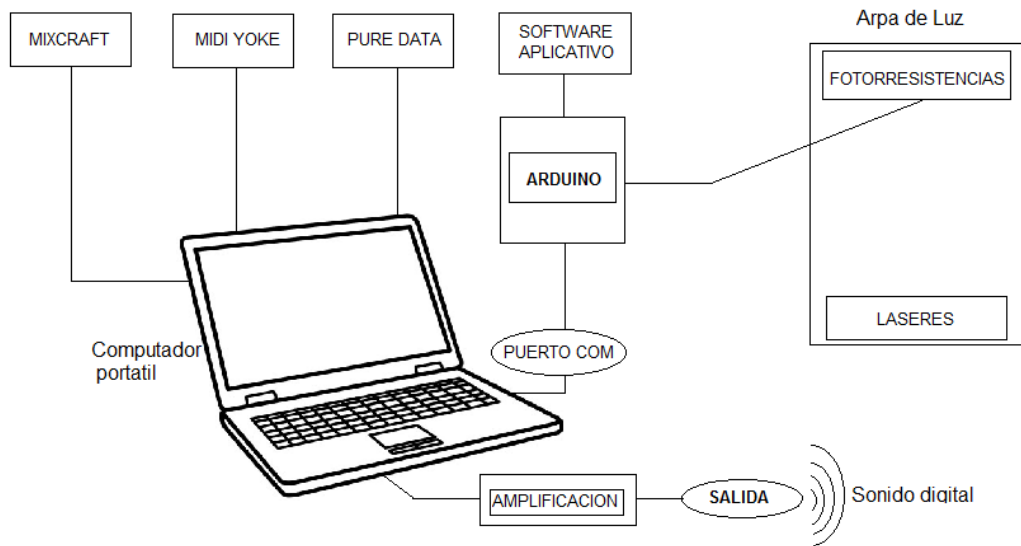 Arpa de Luz
MIXCRAFT
MIDI YOKE
PURE DATA
SOFTWARE
APLICATIVO
FOTORRESISTENCIAS
ARDUINO
LASERES
Computador
portatil
PUERTO COM
AMPLIFICACION
SALIDA
Sonido digital